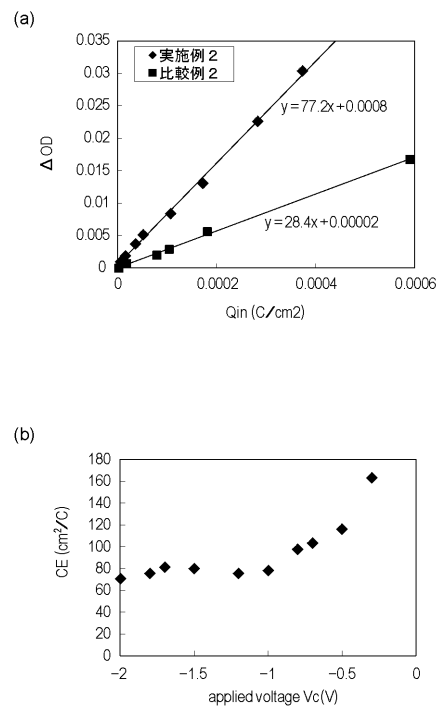 (a)
0.035
0.03
0.025
0.02
0.015
0.01
0.005
0
ΔOD
◆実施例２
■比較例２
y=77.2x+0.0008
y=28.4x+0.00002
0 0.0002 0.0004 0.0006
Qin (C/cm2)
(b)
180
160
140
120
100
80
60
40
20
0
CE (cm²/C)
−2 −1.5 −1 −0.5 0
applied voltage Vc(V)